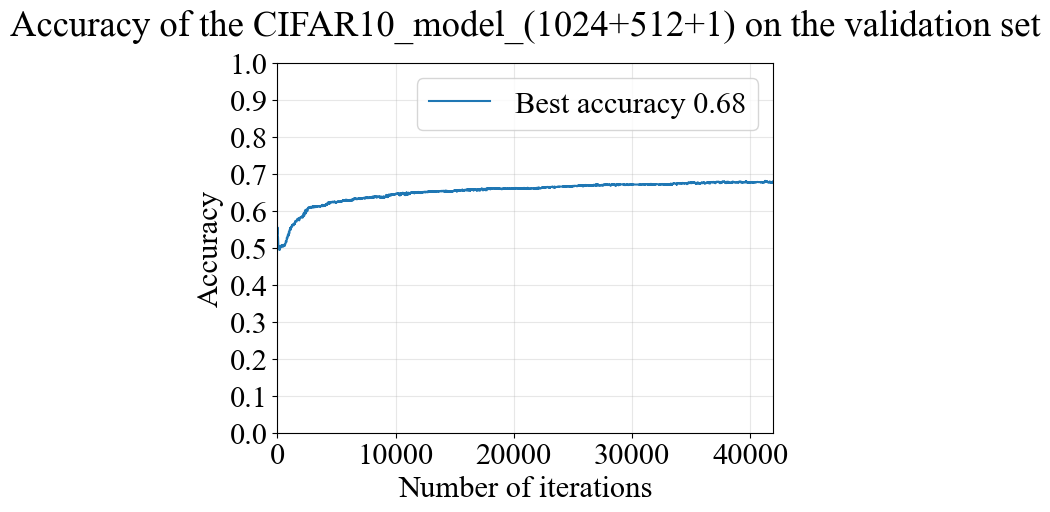 Accuracy of the CIFAR10_model_(1024+512+1) on the validation set
Best accuracy 0.68
1.0
0.9
0.8
0.7
0.6
0.5
0.4
0.3
0.2
0.1
0.0
Accuracy
0 10000 20000 30000 40000
Number of iterations